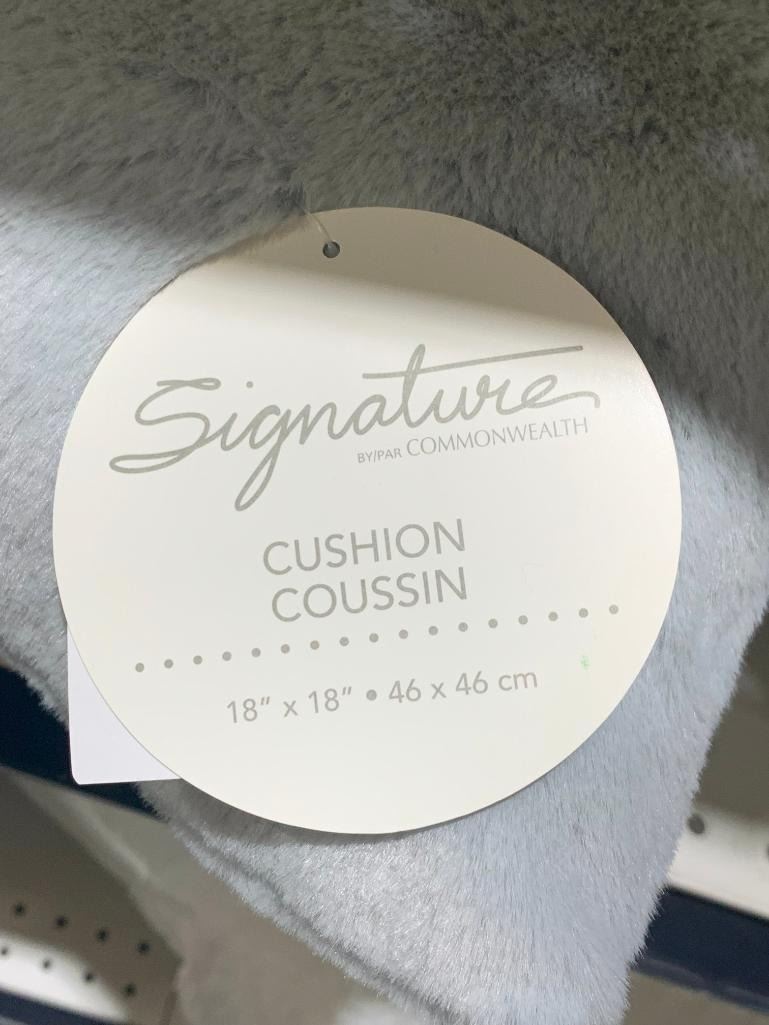 Signature
BY/PAR COMMONWEALTH
CUSHION
COUSSIN
18" x 18" • 46 x 46 cm